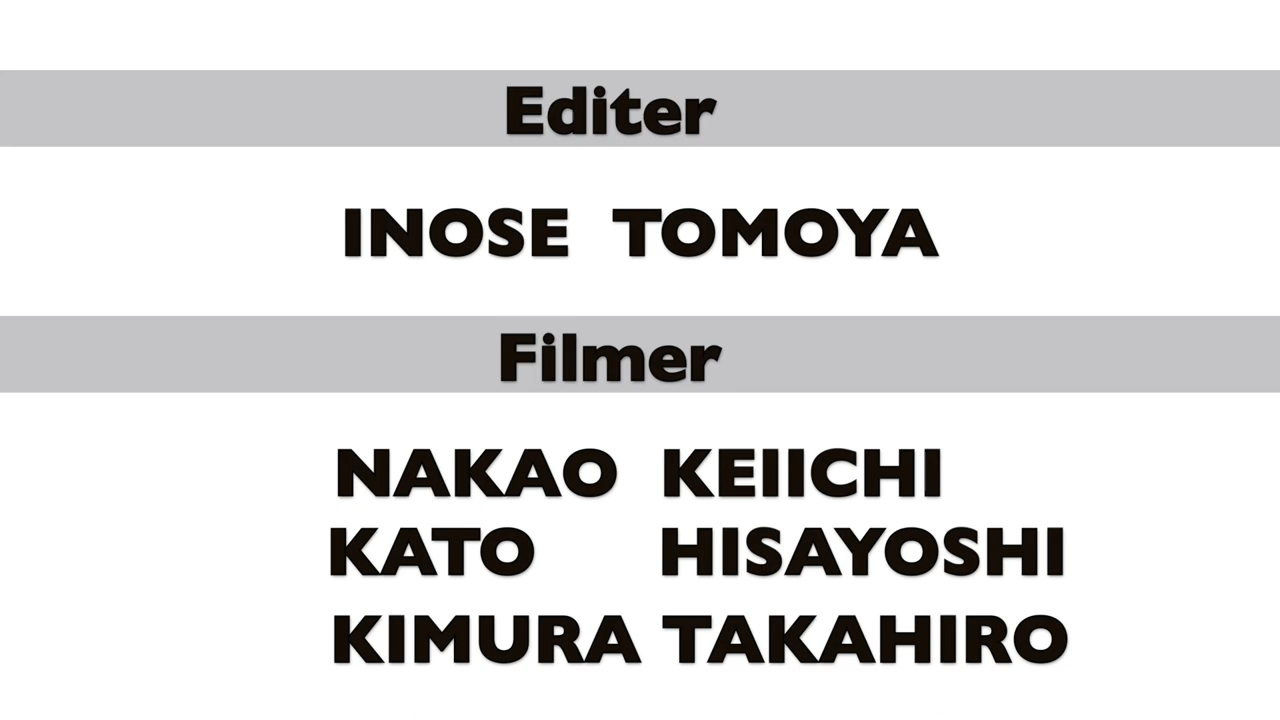 Editer
INOSE TOMOYA
Filmer
NAKAO KEIICHI
KATO HISAYOSHI
KIMURA TAKAHIRO